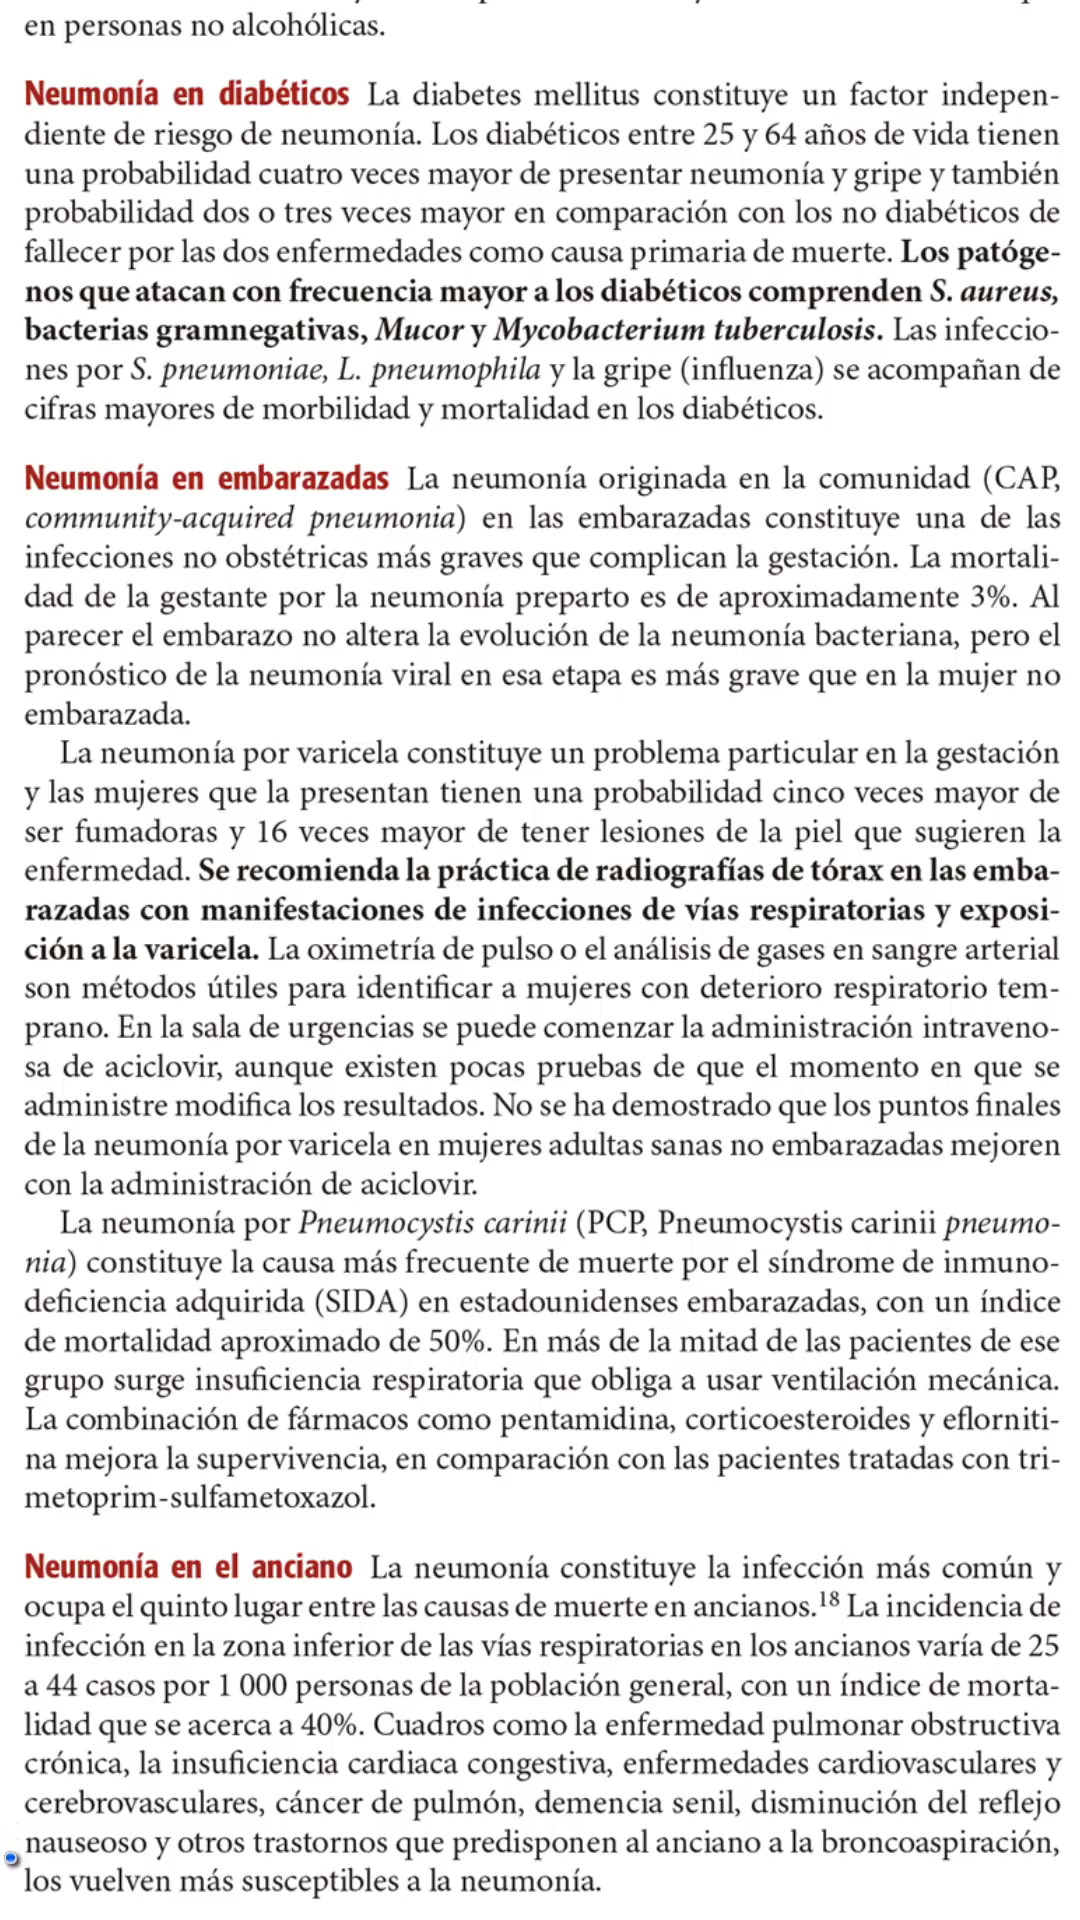 en personas no alcohólicas.
Neumonía en diabéticos La diabetes mellitus constituye un factor indepen-
diente de riesgo de neumonía. Los diabéticos entre 25 y 64 años de vida tienen
una probabilidad cuatro veces mayor de presentar neumonía y gripe y también
probabilidad dos o tres veces mayor en comparación con los no diabéticos de
fallecer por las dos enfermedades como causa primaria de muerte. Los patóge-
nos que atacan con frecuencia mayor a los diabéticos comprenden S. aureus,
bacterias gramnegativas, Mucor y Mycobacterium tuberculosis. Las infeccio-
nes por S. pneumoniae, L. pneumophila y la gripe (influenza) se acompañan de
cifras mayores de morbilidad y mortalidad en los diabéticos.
Neumonía en embarazadas La neumonía originada en la comunidad (CAP,
community-acquired pneumonia) en las embarazadas constituye una de las
infecciones no obstétricas más graves que complican la gestación. La mortali-
dad de la gestante por la neumonía preparto es de aproximadamente 3%. Al
parecer el embarazo no altera la evolución de la neumonía bacteriana, pero el
pronóstico de la neumonía viral en esa etapa es más grave que en la mujer no
embarazada.
La neumonía por varicela constituye un problema particular en la gestación
y las mujeres que la presentan tienen una probabilidad cinco veces mayor de
ser fumadoras y 16 veces mayor de tener lesiones de la piel que sugieren la
enfermedad. Se recomienda la práctica de radiografías de tórax en las emba-
razadas con manifestaciones de infecciones de vías respiratorias y exposi-
ción a la varicela. La oximetría de pulso o el análisis de gases en sangre arterial
son métodos útiles para identificar a mujeres con deterioro respiratorio tem-
prano. En la sala de urgencias se puede comenzar la administración intraveno-
sa de aciclovir, aunque existen pocas pruebas de que el momento en que se
administre modifica los resultados. No se ha demostrado que los puntos finales
de la neumonía por varicela en mujeres adultas sanas no embarazadas mejoren
con la administración de aciclovir.
La neumonía por Pneumocystis carinii (PCP, Pneumocystis carinii pneumo-
nia) constituye la causa más frecuente de muerte por el síndrome de inmuno-
deficiencia adquirida (SIDA) en estadounidenses embarazadas, con un índice
de mortalidad aproximado de 50%. En más de la mitad de las pacientes de ese
grupo surge insuficiencia respiratoria que obliga a usar ventilación mecánica.
La combinación de fármacos como pentamidina, corticoesteroides y eflorniti-
na mejora la supervivencia, en comparación con las pacientes tratadas con tri-
metoprim-sulfametoxazol.
Neumonía en el anciano La neumonía constituye la infección más común y
ocupa el quinto lugar entre las causas de muerte en ancianos.18 La incidencia de
infección en la zona inferior de las vías respiratorias en los ancianos varía de 25
a 44 casos por 1 000 personas de la población general, con un índice de morta-
lidad que se acerca a 40%. Cuadros como la enfermedad pulmonar obstructiva
crónica, la insuficiencia cardiaca congestiva, enfermedades cardiovasculares y
cerebrovasculares, cáncer de pulmón, demencia senil, disminución del reflejo
nauseoso y otros trastornos que predisponen al anciano a la broncoaspiración,
los vuelven más susceptibles a la neumonía.